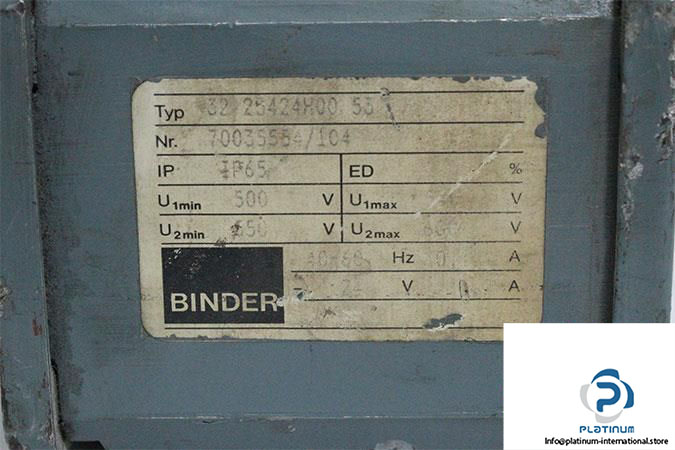 Typ 32 25424H00 53
Nr. 70035554/104
IP IP65 ED %
U1min 500 V U1max V
U2min 550 V U2max V
Hz A
BINDER V A
PLATINUM
Info@platinum-international.store